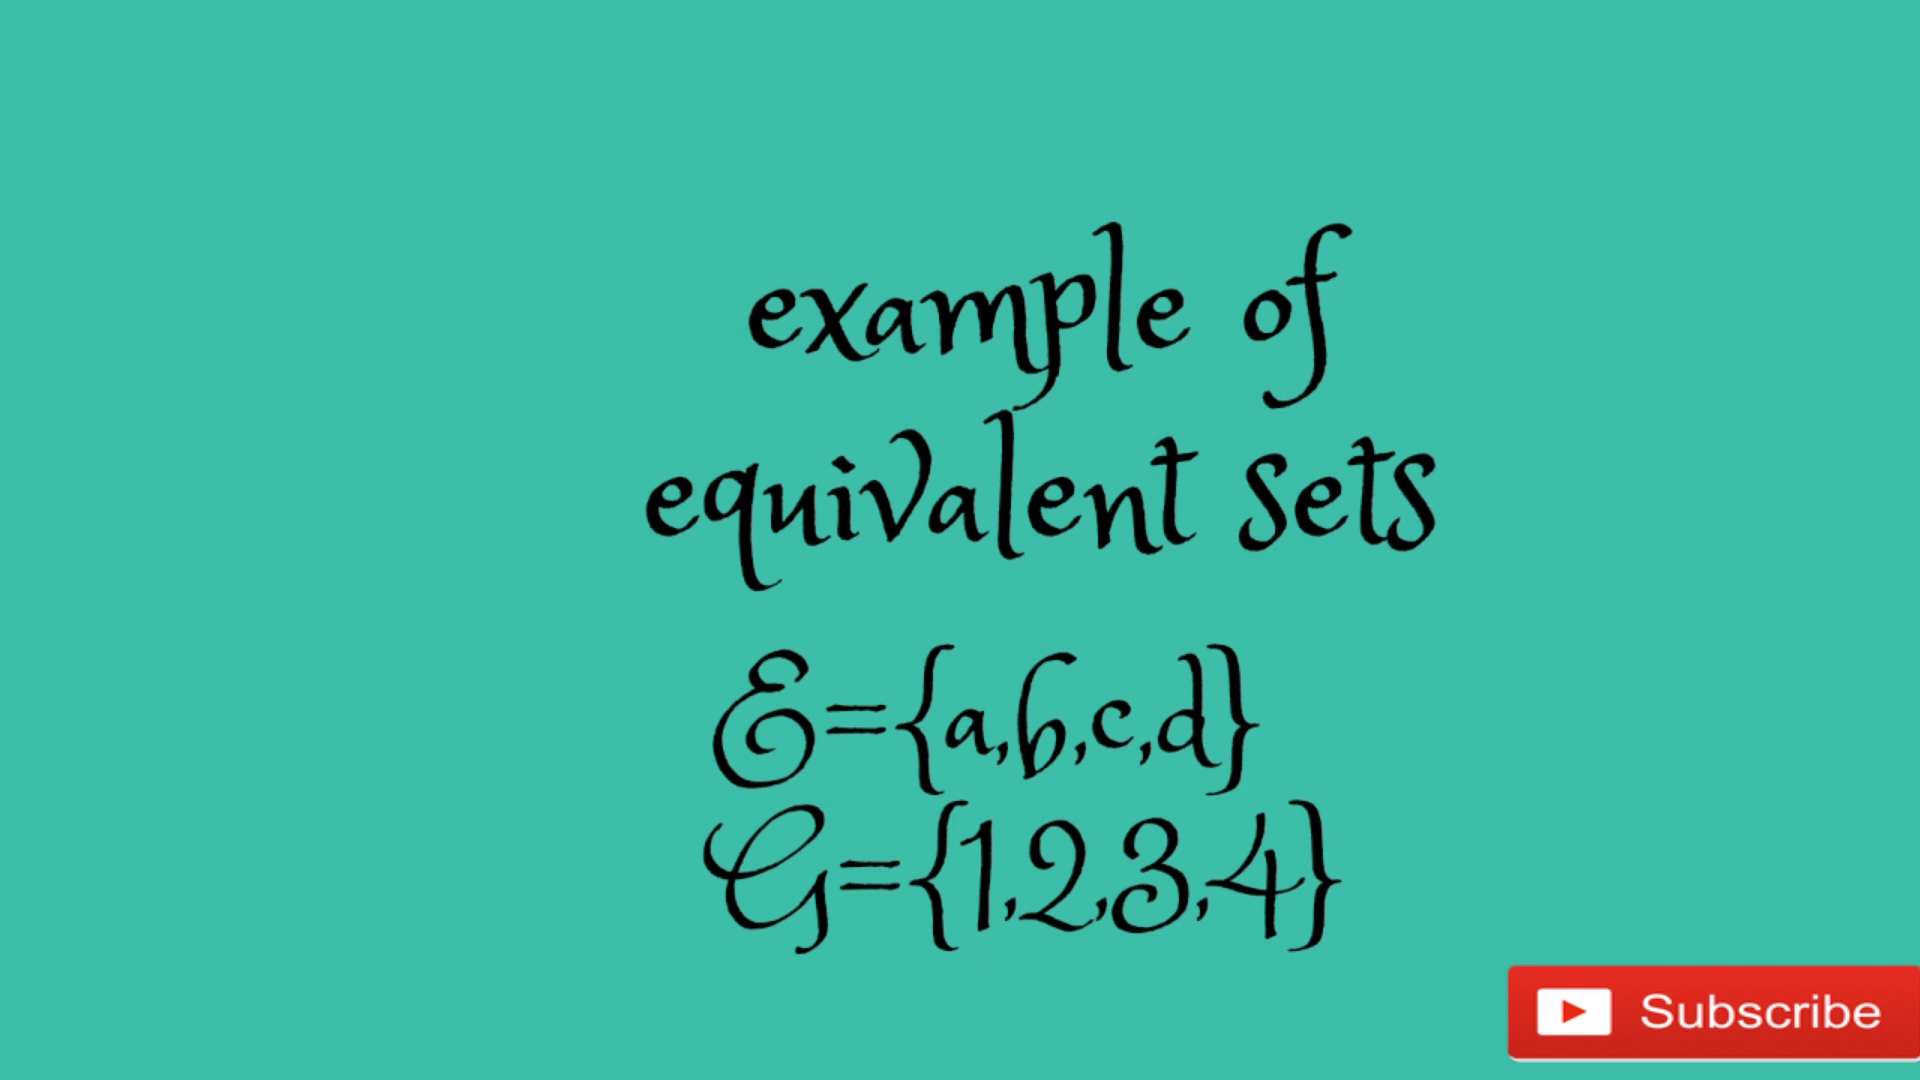 example of
equivalent sets
E={a,b,c,d}
G={1,2,3,4}
Subscribe